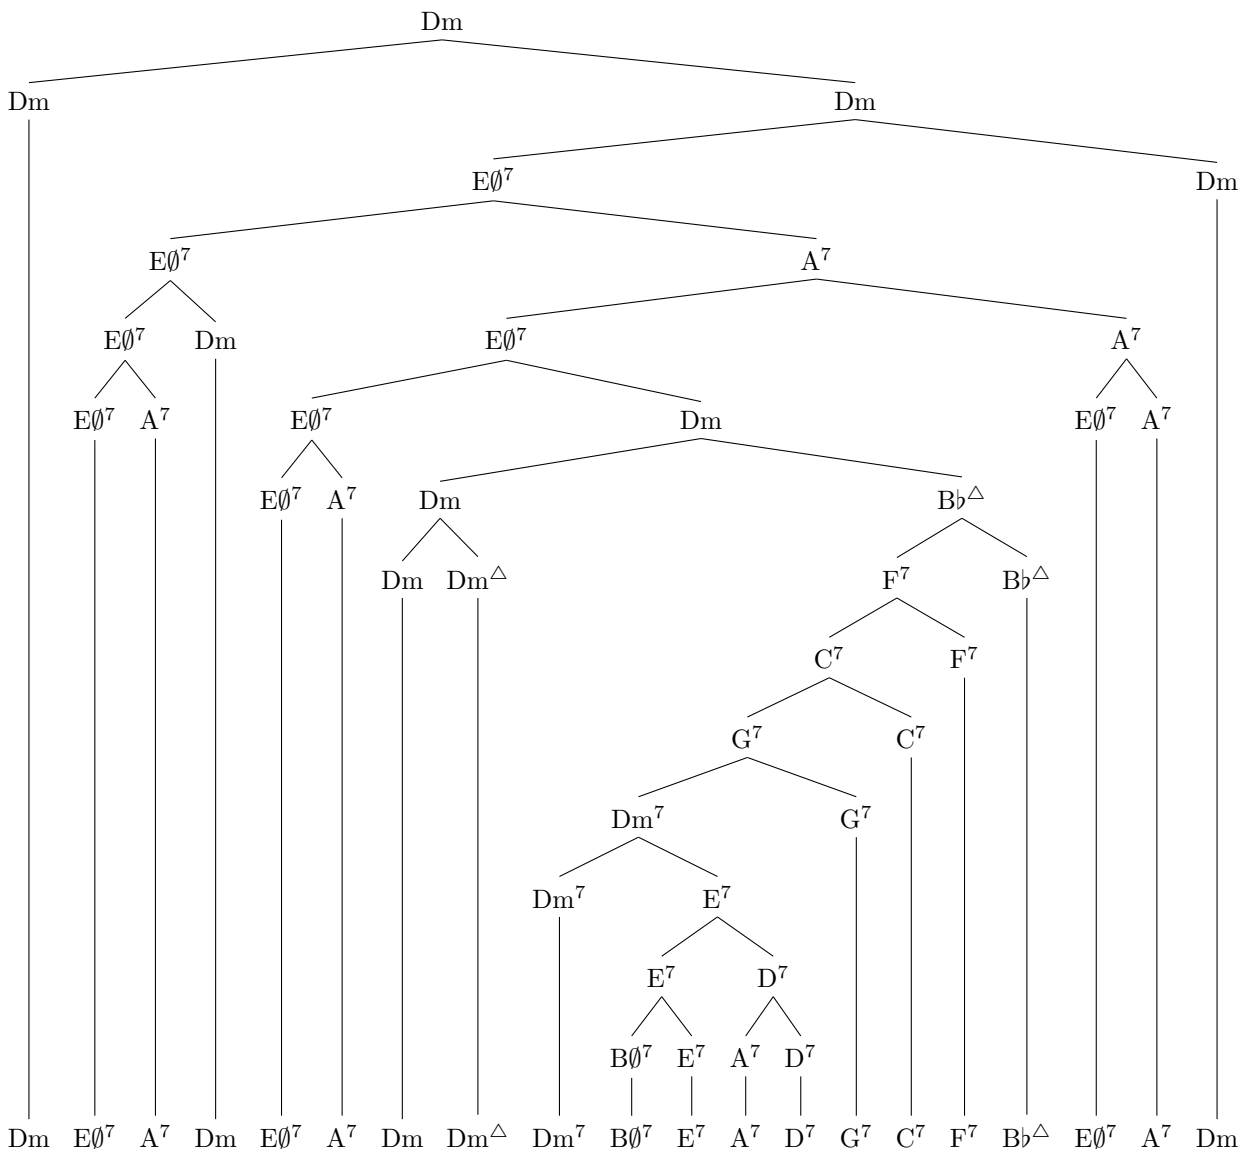 Dm
Dm Dm
EØ⁷ Dm
EØ⁷ A⁷
EØ⁷ Dm EØ⁷ A⁷
EØ⁷ A⁷ EØ⁷ Dm EØ⁷ A⁷
EØ⁷ A⁷ Dm B♭△
Dm Dm△ F⁷ B♭△
C⁷ F⁷
G⁷ C⁷
Dm⁷ G⁷
Dm⁷ E⁷
E⁷ D⁷
BØ⁷ E⁷ A⁷ D⁷
Dm EØ⁷ A⁷ Dm EØ⁷ A⁷ Dm Dm△ Dm⁷ BØ⁷ E⁷ A⁷ D⁷ G⁷ C⁷ F⁷ B♭△ EØ⁷ A⁷ Dm